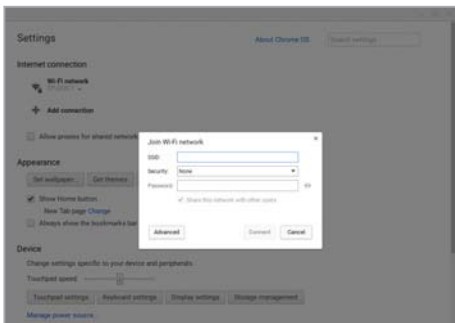 Settings
About Chrome OS
Search settings
Internet connection
Wi-Fi network
Add connection
Allow proxies for shared network
Join Wi-Fi network
SSID:
Security: None
Password:
Share this network with other users
Advanced
Connect
Cancel
Appearance
Set wallpaper...
Get themes
Show Home button
New Tab page Change
Always show the bookmarks bar
Device
Change settings specific to your device and peripherals.
Touchpad speed:
Touchpad settings
Keyboard settings
Display settings
Storage management
Manage power source...